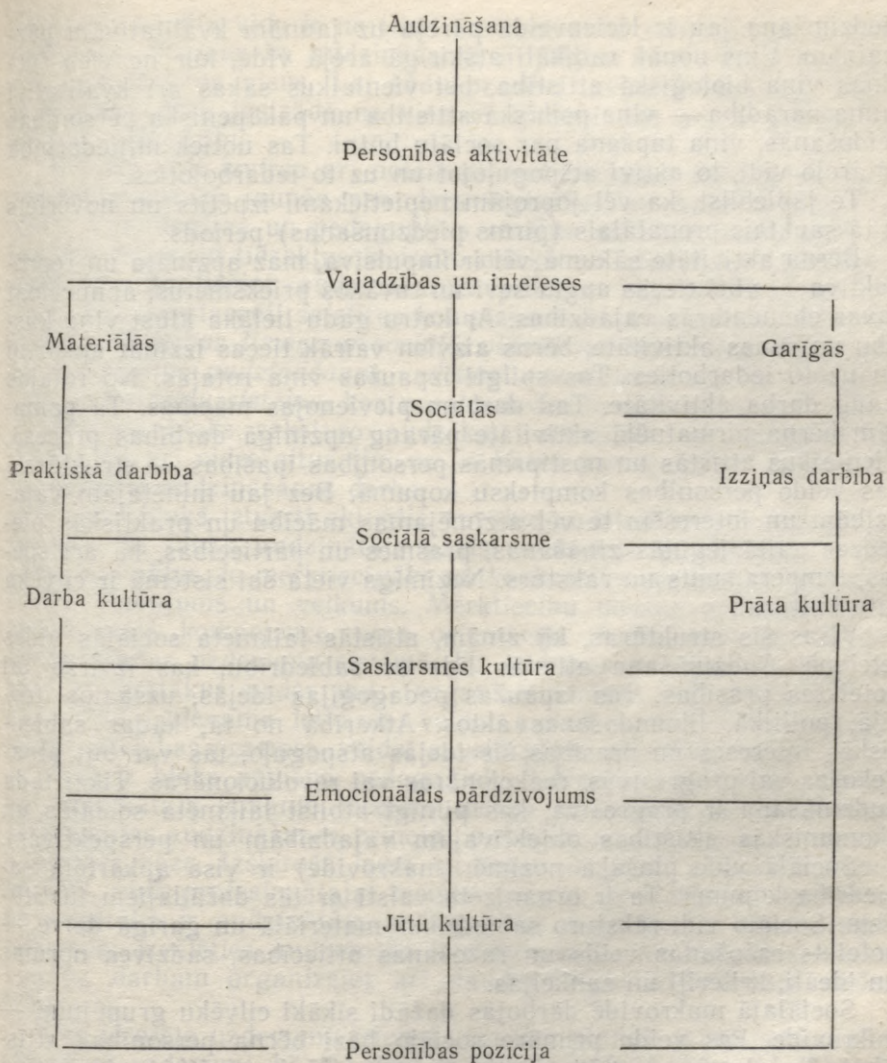 Audzināšana
Personības aktivitāte
Vajadzības un intereses
Materiālās
Garīgās
Sociālās
Praktiskā darbība
Izziņas darbība
Sociālā saskarsme
Darba kultūra
Prāta kultūra
Saskarsmes kultūra
Emocionālais pārdzīvojums
Jūtu kultūra
Personības pozīcija